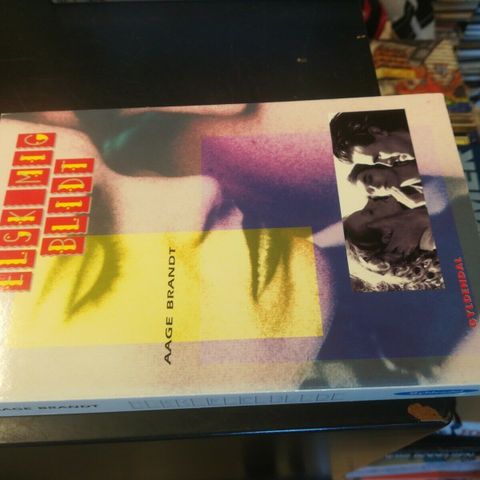 ELSK MIG
BLIDT
AAGE BRANDT
GYLDENDAL
AAGE BRANDT